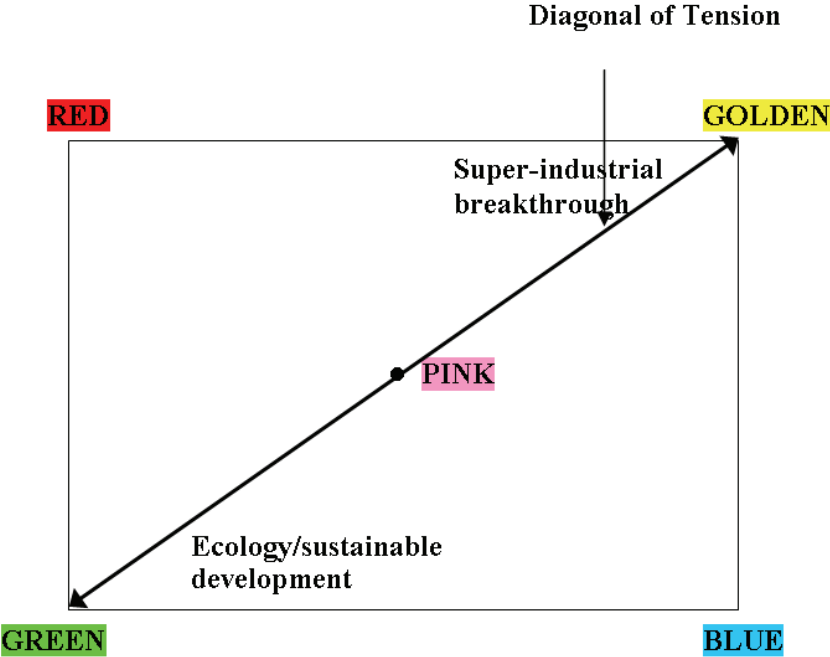 Diagonal of Tension
RED
GOLDEN
Super-industrial
breakthrough
PINK
Ecology/sustainable
development
GREEN
BLUE